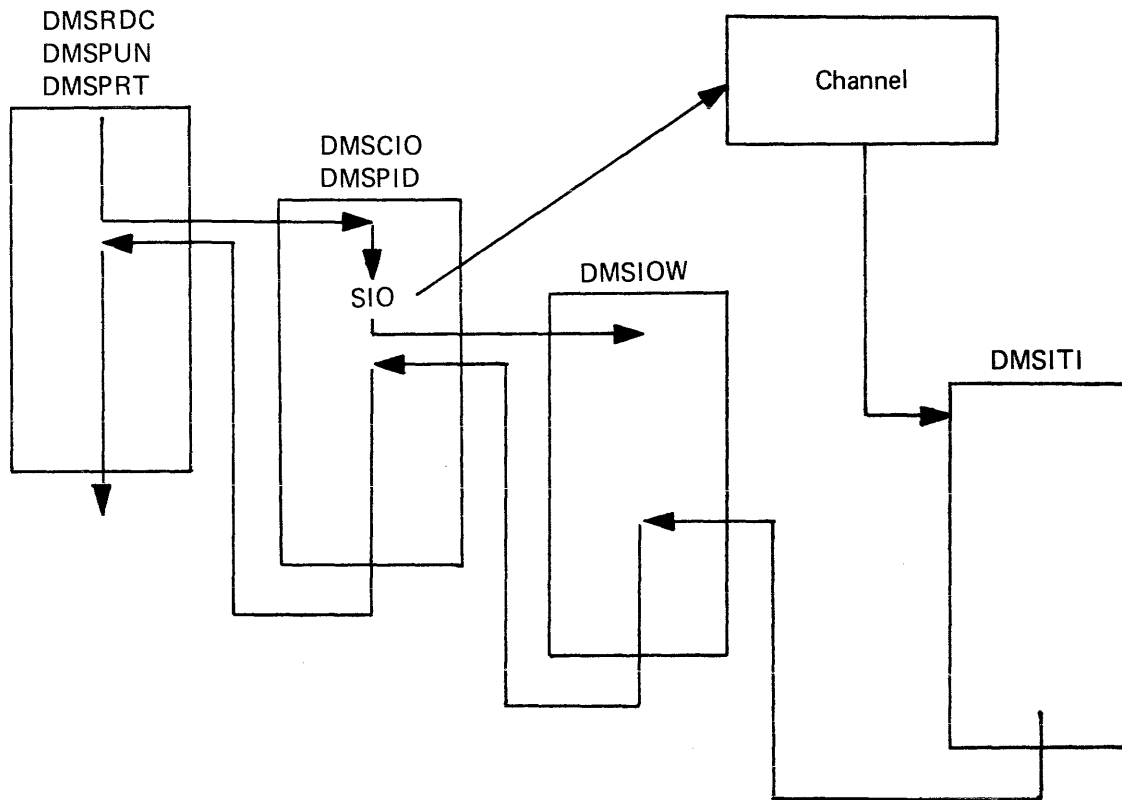 DMSRDC
DMSPUN
DMSPRT
Channel
DMSCIO
DMSPID
SIO
DMSIOW
DMSITI